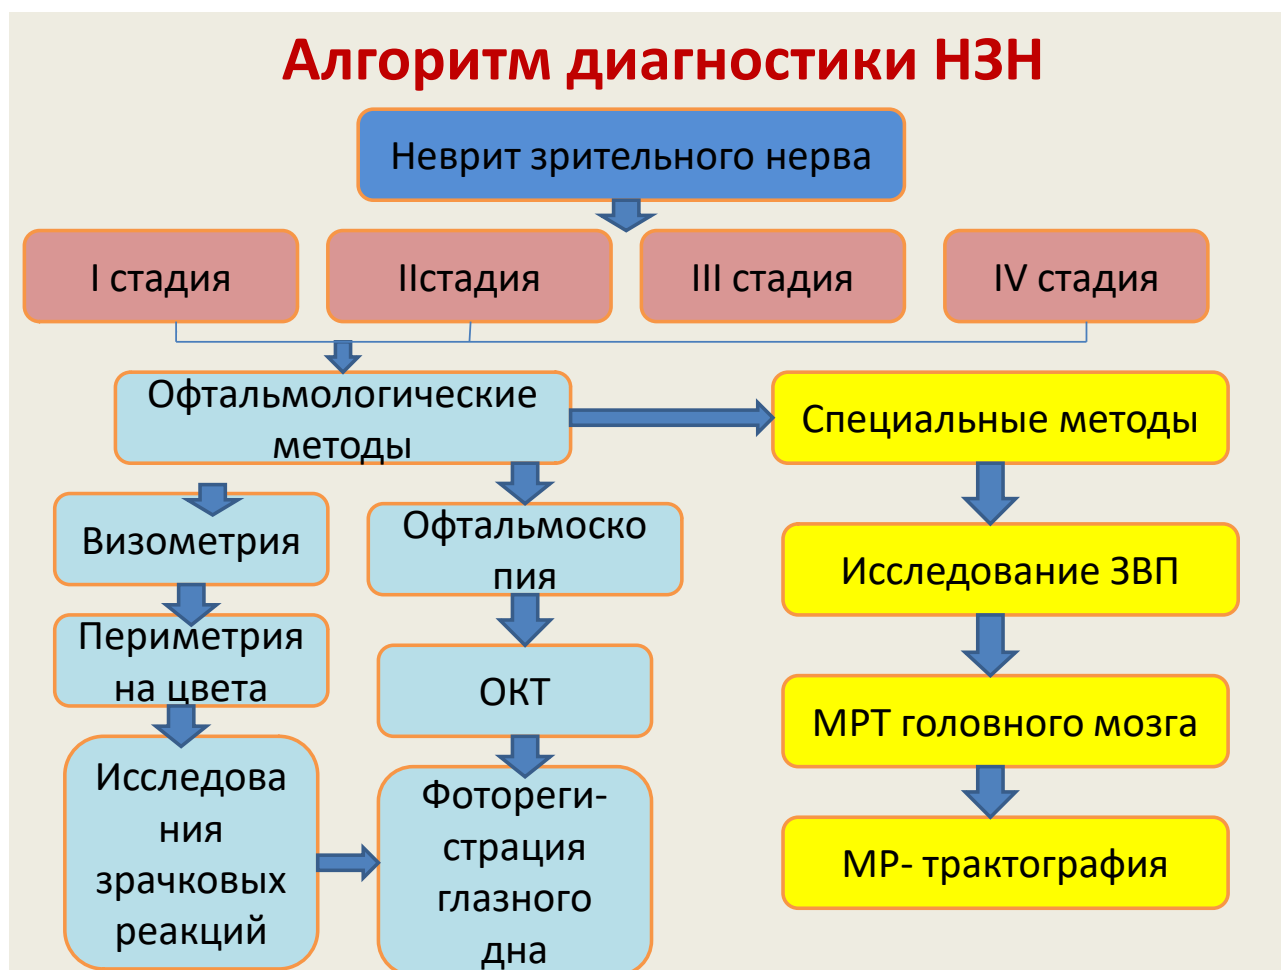 Алгоритм диагностики НЗН
Неврит зрительного нерва
I стадия
IIстадия
III стадия
IV стадия
Офтальмологические
методы
Специальные методы
Визометрия
Офтальмоско
пия
Исследование ЗВП
Периметрия
на цвета
ОКТ
МРТ головного мозга
Исследова
ния
зрачковых
реакций
Фотореги-
страция
глазного
дна
МР- трактография